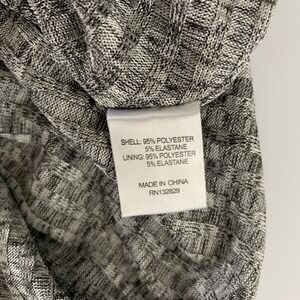 SHELL: 95% POLYESTER
5% ELASTANE
LINING: 95% POLYESTER
5% ELASTANE
MADE IN CHINA
RN132829